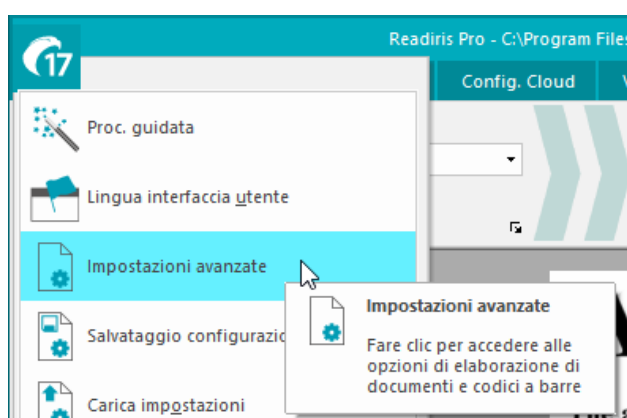 Readiris Pro - C:\Program Files
17
Config. Cloud
Proc. guidata
Lingua interfaccia utente
Impostazioni avanzate
Impostazioni avanzate
Salvataggio
Fare clic per accedere alle
opzioni di elaborazione di
documenti e codici a barre
Carica impostazioni